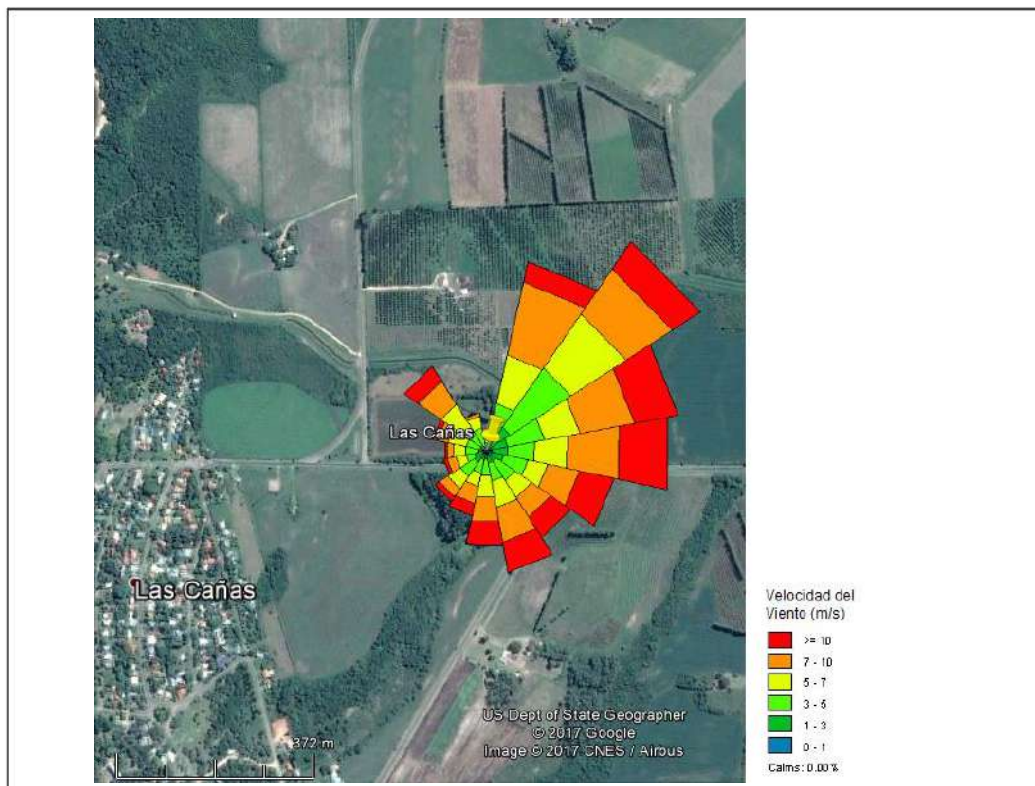 Las Cañas
Las Cañas
US Dept of State Geographer
© 2017 Google
Image © 2017 CNES / Airbus
372 m
Velocidad del
Viento (m/s)
>= 10
7 - 10
5 - 7
3 - 5
1 - 3
0 - 1
Calms: 0.00%